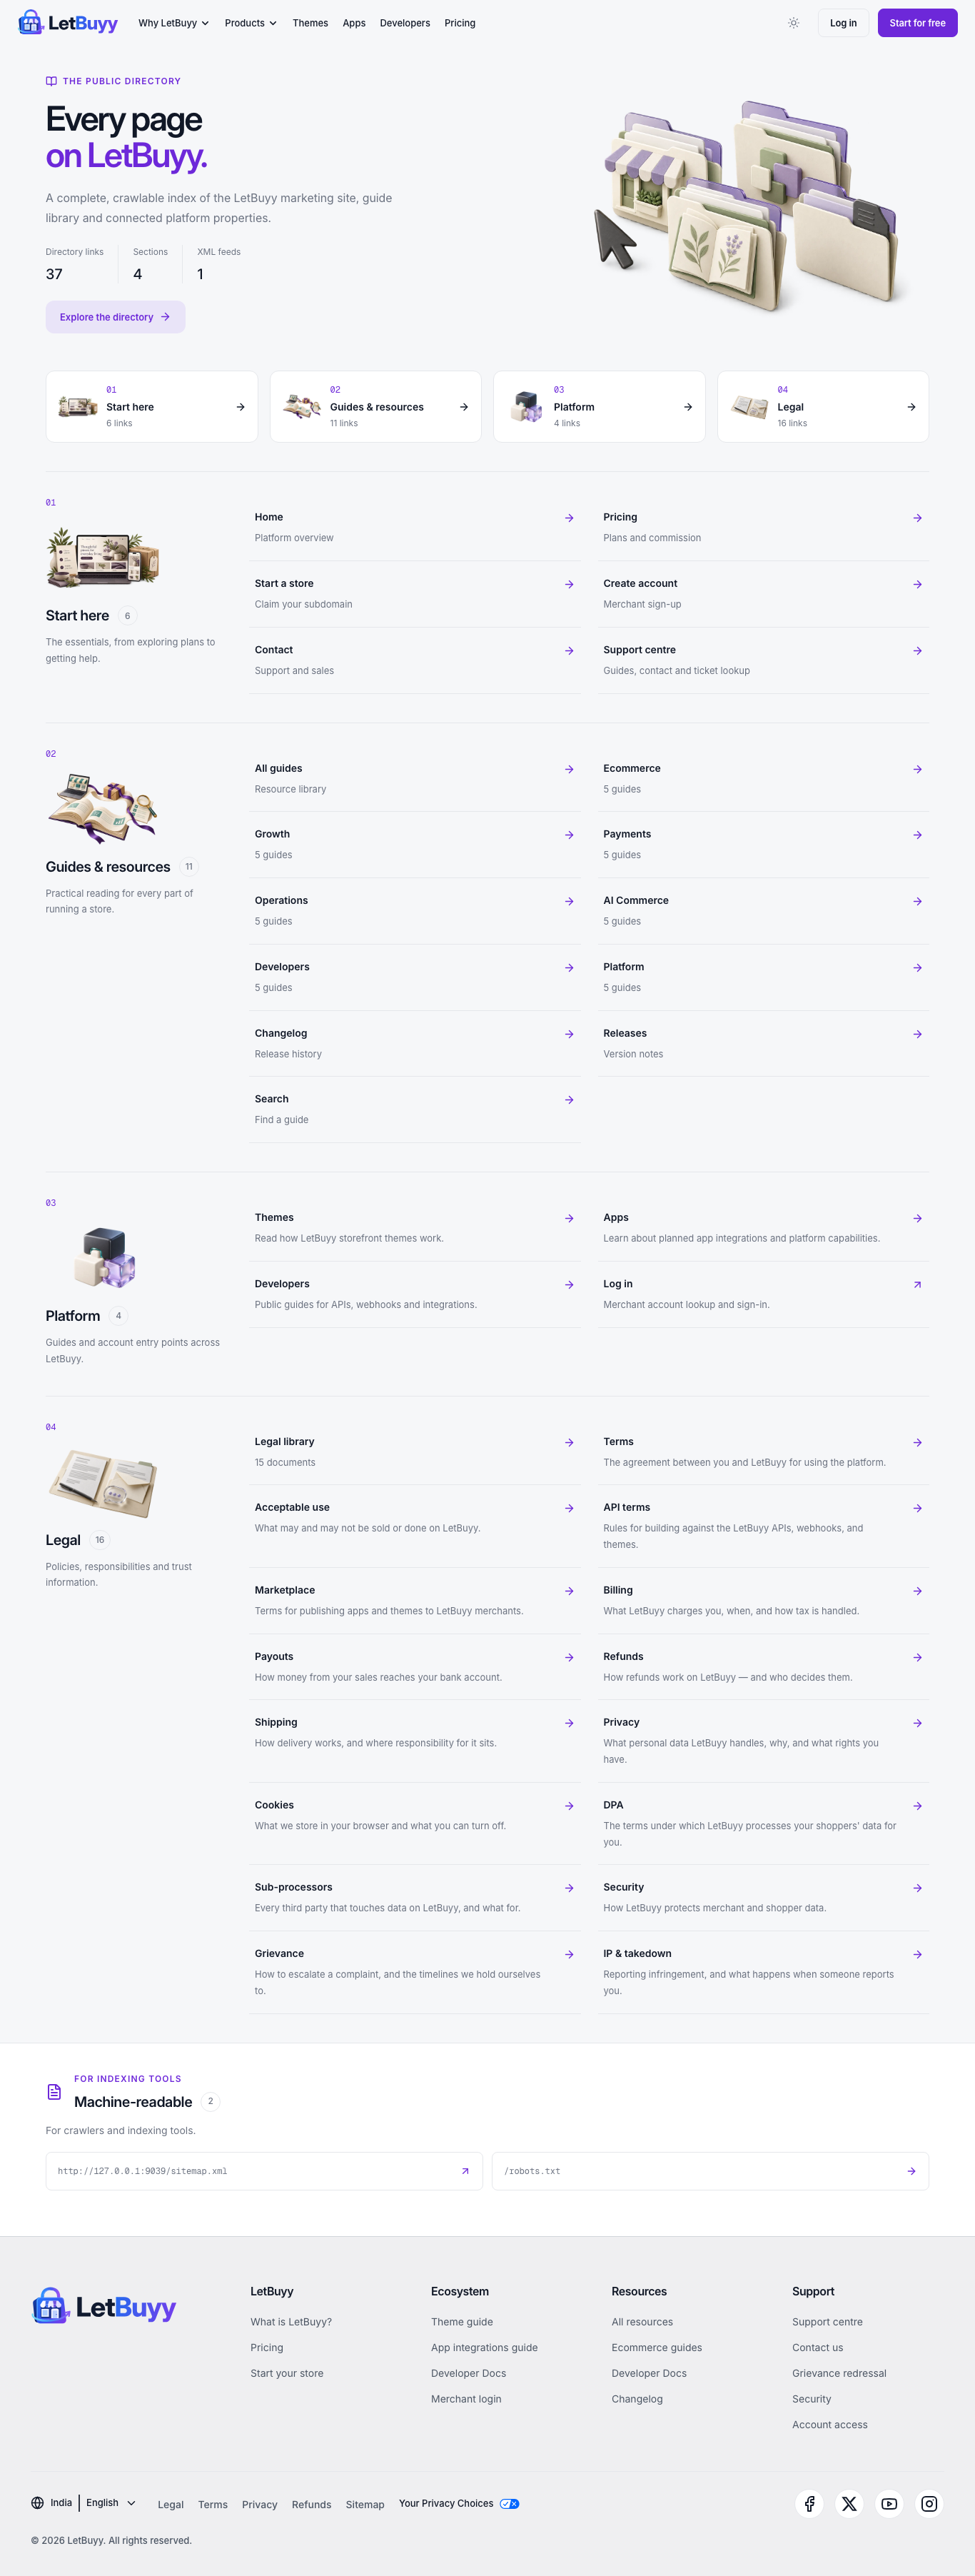 LetBuyy
Why LetBuyy
Products
Themes
Apps
Developers
Pricing
Log in
Start for free
THE PUBLIC DIRECTORY
Every page
on LetBuyy.
A complete, crawlable index of the LetBuyy marketing site, guide
library and connected platform properties.
Directory links
37
Sections
4
XML feeds
1
Explore the directory
01
Start here
6 links
02
Guides & resources
11 links
03
Platform
4 links
04
Legal
16 links
01
Start here 6
The essentials, from exploring plans to
getting help.
Home
Platform overview
Pricing
Plans and commission
Start a store
Claim your subdomain
Create account
Merchant sign-up
Contact
Support and sales
Support centre
Guides, contact and ticket lookup
02
Guides & resources 11
Practical reading for every part of
running a store.
All guides
Resource library
Ecommerce
5 guides
Growth
5 guides
Payments
5 guides
Operations
5 guides
AI Commerce
5 guides
Developers
5 guides
Platform
5 guides
Changelog
Release history
Releases
Version notes
Search
Find a guide
03
Platform 4
Guides and account entry points across
LetBuyy.
Themes
Read how LetBuyy storefront themes work.
Apps
Learn about planned app integrations and platform capabilities.
Developers
Public guides for APIs, webhooks and integrations.
Log in
Merchant account lookup and sign-in.
04
Legal 16
Policies, responsibilities and trust
information.
Legal library
15 documents
Terms
The agreement between you and LetBuyy for using the platform.
Acceptable use
What may and may not be sold or done on LetBuyy.
API terms
Rules for building against the LetBuyy APIs, webhooks, and
themes.
Marketplace
Terms for publishing apps and themes to LetBuyy merchants.
Billing
What LetBuyy charges you, when, and how tax is handled.
Payouts
How money from your sales reaches your bank account.
Refunds
How refunds work on LetBuyy — and who decides them.
Shipping
How delivery works, and where responsibility for it sits.
Privacy
What personal data LetBuyy handles, why, and what rights you
have.
Cookies
What we store in your browser and what you can turn off.
DPA
The terms under which LetBuyy processes your shoppers' data for
you.
Sub-processors
Every third party that touches data on LetBuyy, and what for.
Security
How LetBuyy protects merchant and shopper data.
Grievance
How to escalate a complaint, and the timelines we hold ourselves
to.
IP & takedown
Reporting infringement, and what happens when someone reports
you.
FOR INDEXING TOOLS
Machine-readable 2
For crawlers and indexing tools.
http://127.0.0.1:9039/sitemap.xml
/robots.txt
LetBuyy
LetBuyy
What is LetBuyy?
Pricing
Start your store
Ecosystem
Theme guide
App integrations guide
Developer Docs
Merchant login
Resources
All resources
Ecommerce guides
Developer Docs
Changelog
Support
Support centre
Contact us
Grievance redressal
Security
Account access
India
English
Legal
Terms
Privacy
Refunds
Sitemap
Your Privacy Choices
© 2026 LetBuyy. All rights reserved.